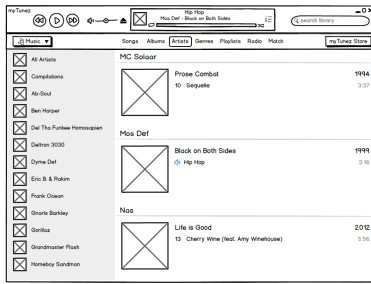 myTunez
Hip Hop
Mos Def - Black on Both Sides
search library
Music
Songs Albums Artists Genres Playlists Radio Match
myTunez Store
All Artists
Compilations
Ab-Soul
Ben Harper
Del Tha Funkee Homosapien
Deltron 3030
Dyme Def
Eric B. & Rakim
Frank Ocean
Gnarls Barkley
Gorillaz
Grandmaster Flash
Homeboy Sandman
MC Solaar
Prose Combat 1994
10 Sequelle 3:37
Mos Def
Black on Both Sides 1999
Hip Hop 3:16
Nas
Life is Good 2012
13 Cherry Wine (feat. Amy Winehouse) 5:56